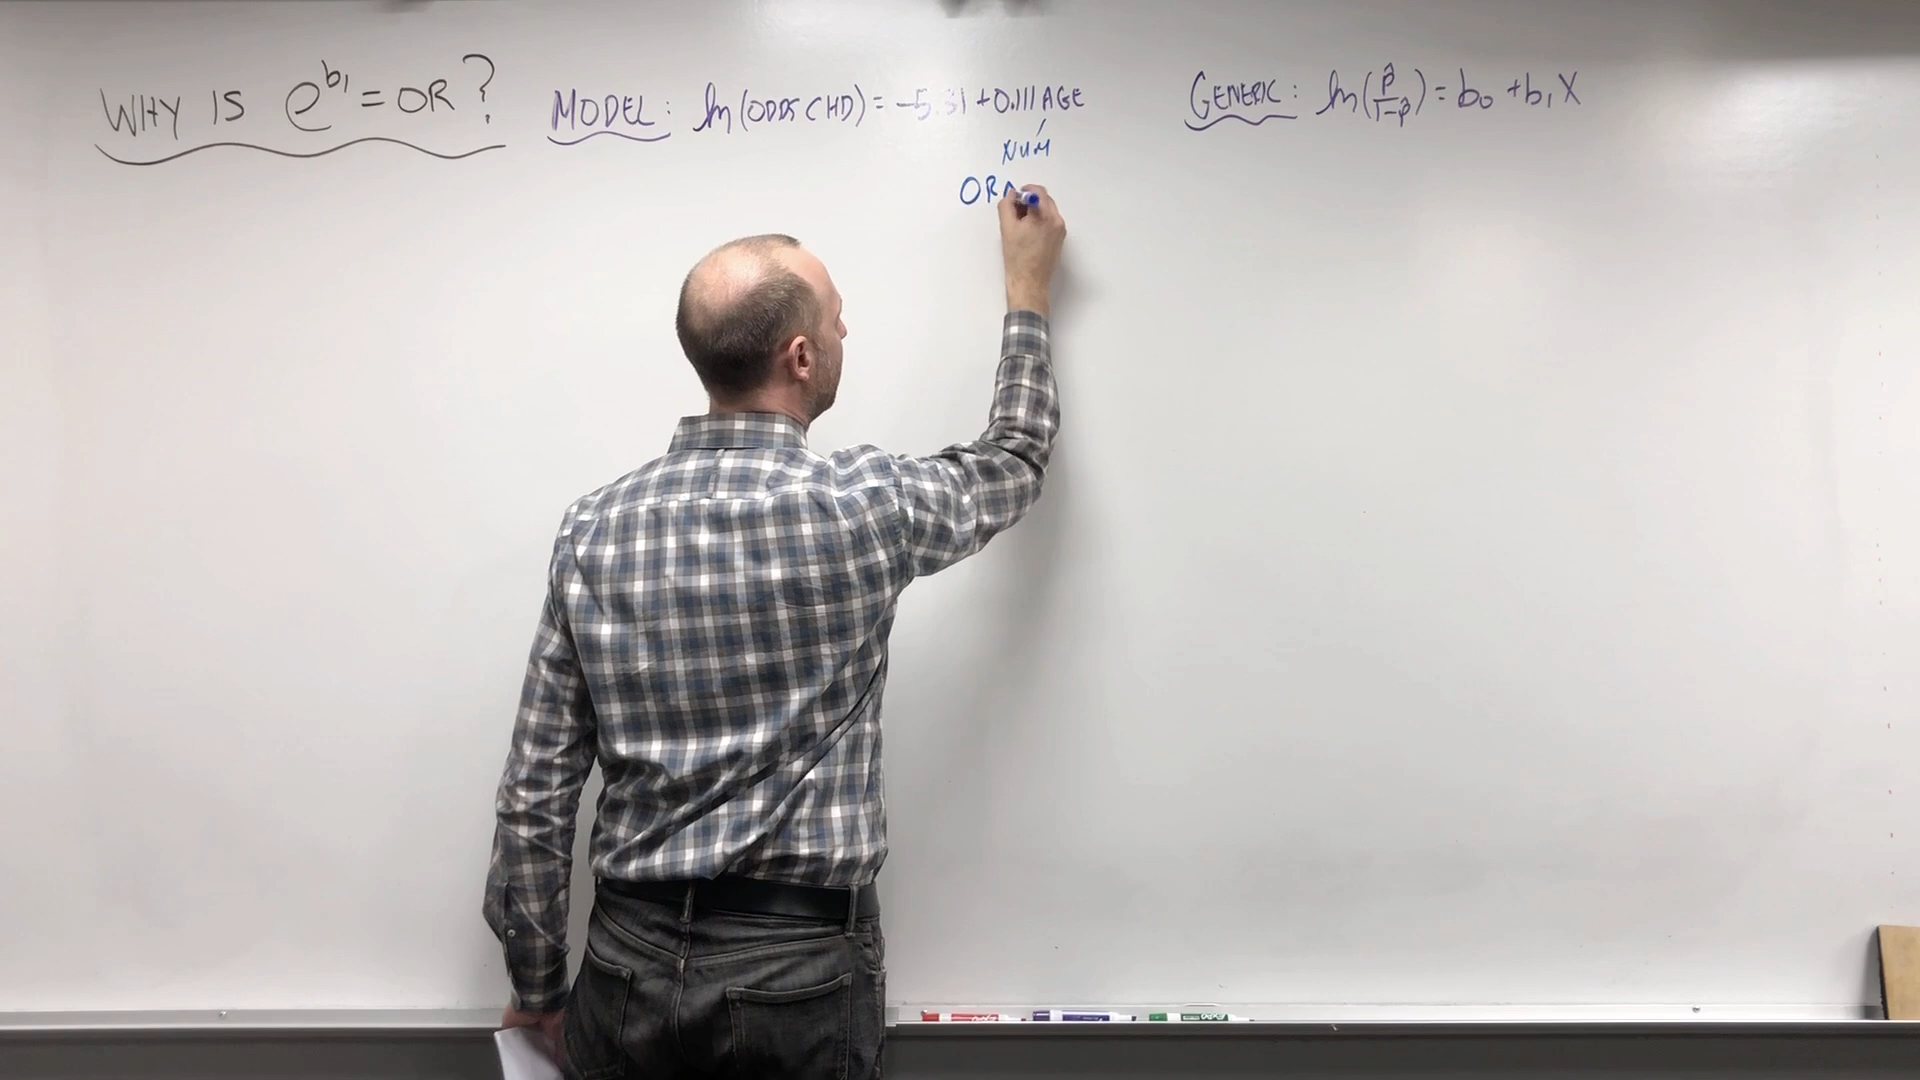 WHY IS e^b1 = OR?
MODEL: ln(ODDS CHD) = -5.31 + 0.111 AGE
NUM
OR
GENERIC: ln(p̂/1-p̂) = b0 + b1X